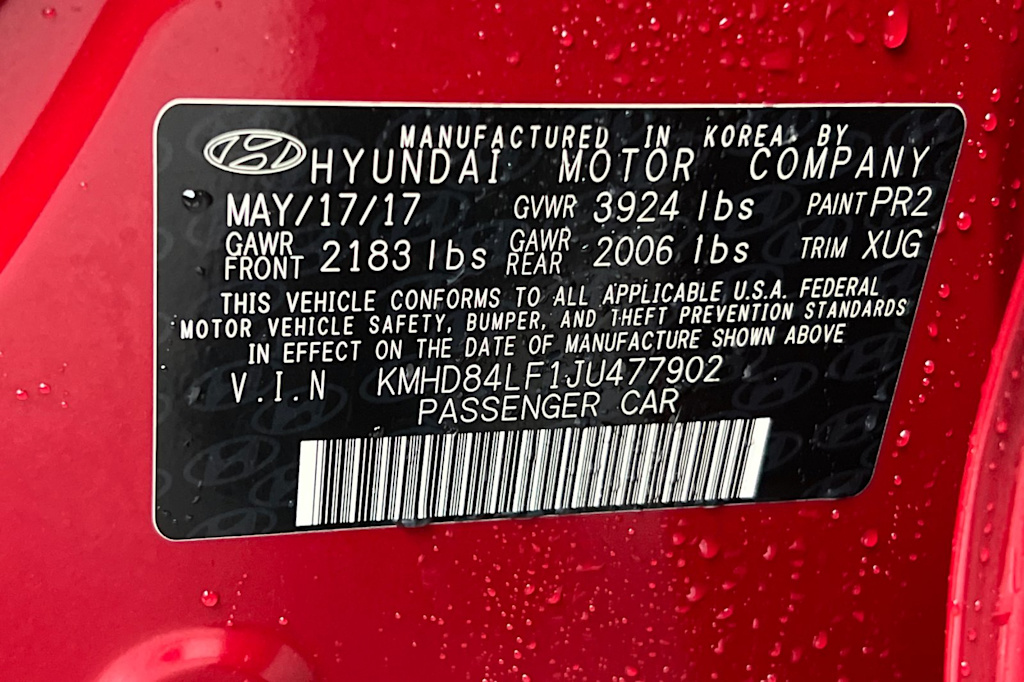 MANUFACTURED IN KOREA BY
HYUNDAI MOTOR COMPANY
MAY/17/17 GVWR 3924 lbs PAINT PR2
GAWR FRONT 2183 lbs GAWR REAR 2006 lbs TRIM XUG
THIS VEHICLE CONFORMS TO ALL APPLICABLE U.S.A. FEDERAL
MOTOR VEHICLE SAFETY, BUMPER, AND THEFT PREVENTION STANDARDS
IN EFFECT ON THE DATE OF MANUFACTURE SHOWN ABOVE
V.I.N KMHD84LF1JU477902
PASSENGER CAR